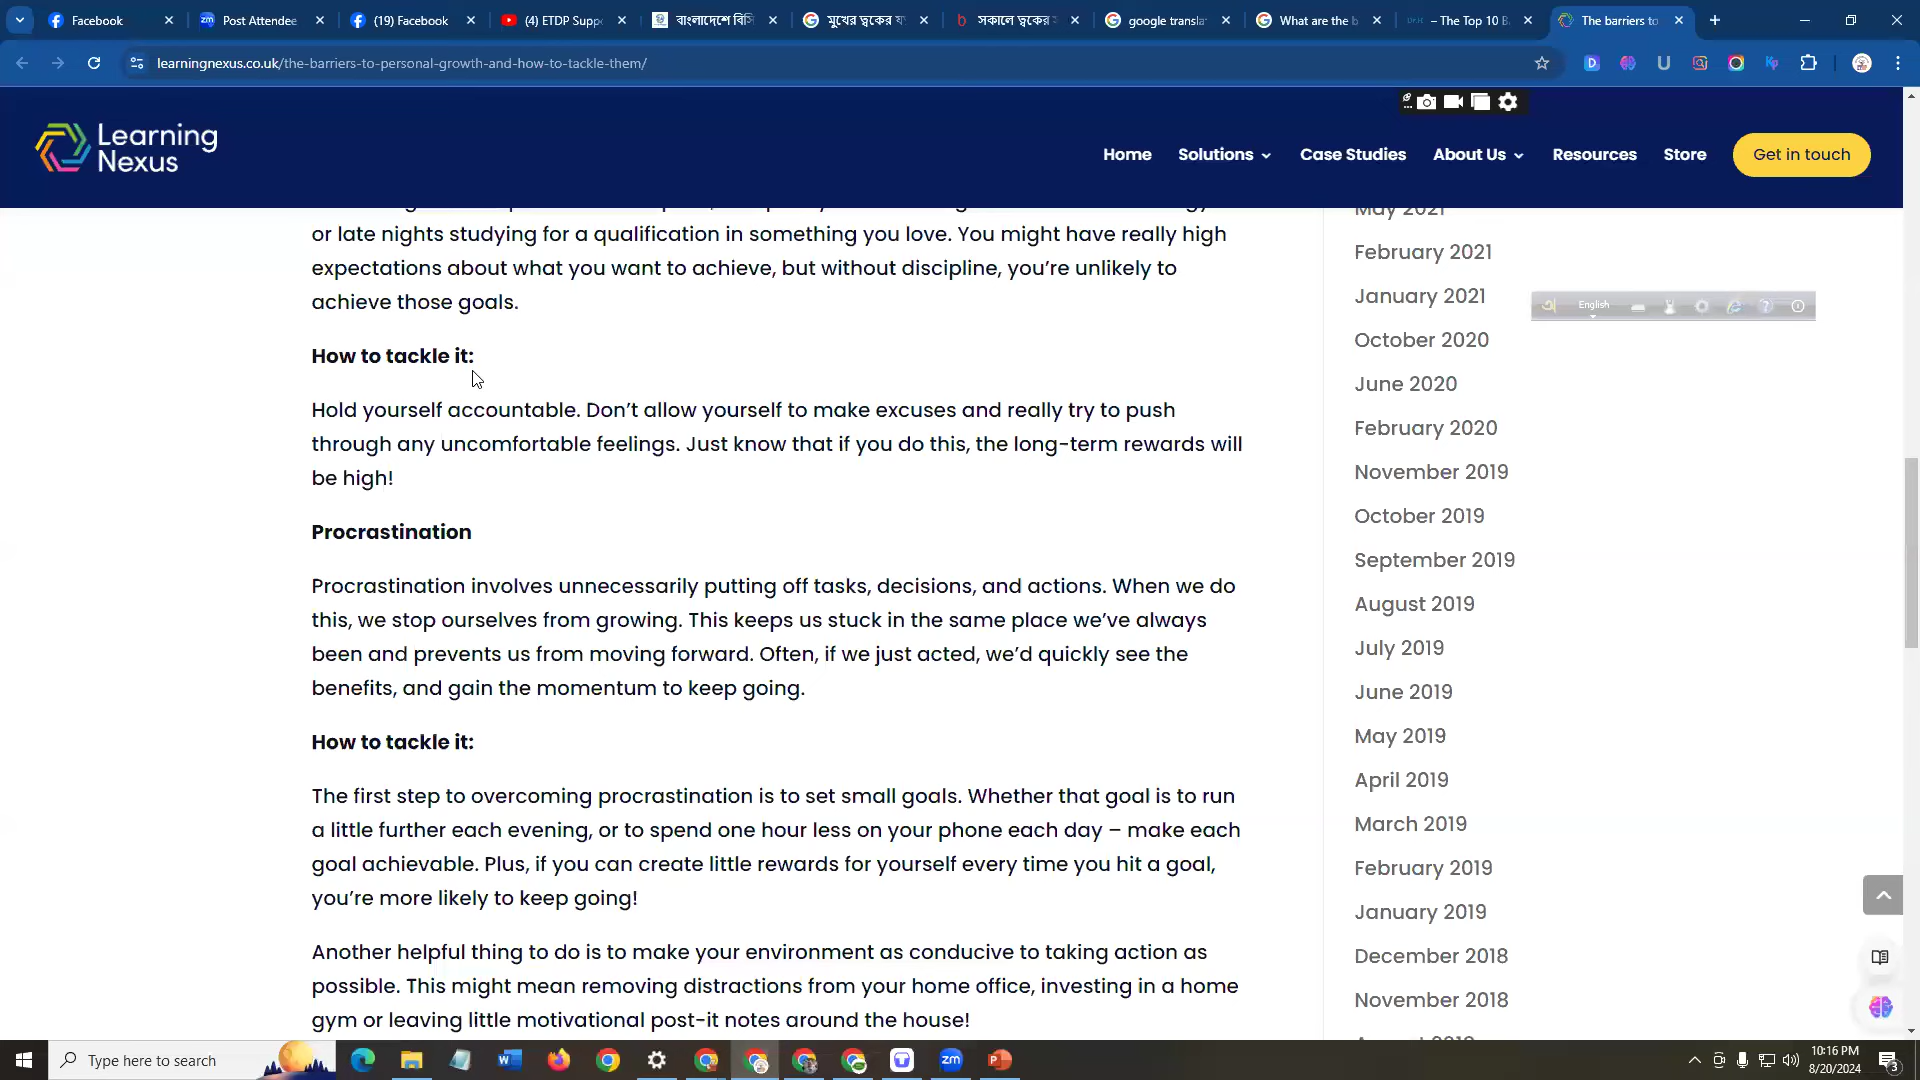 Facebook
Post Attendee
(19) Facebook
(4) ETDP Supp
বাংলাদেশে বিসি
মুখের ত্বকের য
সকালে ত্বকের
google transla
What are the b
– The Top 10 B
The barriers to
learningnexus.co.uk/the-barriers-to-personal-growth-and-how-to-tackle-them/
Learning
Nexus
Home
Solutions
Case Studies
About Us
Resources
Store
Get in touch
or late nights studying for a qualification in something you love. You might have really high
expectations about what you want to achieve, but without discipline, you're unlikely to
achieve those goals.
How to tackle it:
Hold yourself accountable. Don't allow yourself to make excuses and really try to push
through any uncomfortable feelings. Just know that if you do this, the long-term rewards will
be high!
Procrastination
Procrastination involves unnecessarily putting off tasks, decisions, and actions. When we do
this, we stop ourselves from growing. This keeps us stuck in the same place we've always
been and prevents us from moving forward. Often, if we just acted, we'd quickly see the
benefits, and gain the momentum to keep going.
How to tackle it:
The first step to overcoming procrastination is to set small goals. Whether that goal is to run
a little further each evening, or to spend one hour less on your phone each day – make each
goal achievable. Plus, if you can create little rewards for yourself every time you hit a goal,
you're more likely to keep going!
Another helpful thing to do is to make your environment as conducive to taking action as
possible. This might mean removing distractions from your home office, investing in a home
gym or leaving little motivational post-it notes around the house!
May 2021
February 2021
January 2021
October 2020
June 2020
February 2020
November 2019
October 2019
September 2019
August 2019
July 2019
June 2019
May 2019
April 2019
March 2019
February 2019
January 2019
December 2018
November 2018
English
Type here to search
10:16 PM
8/20/2024